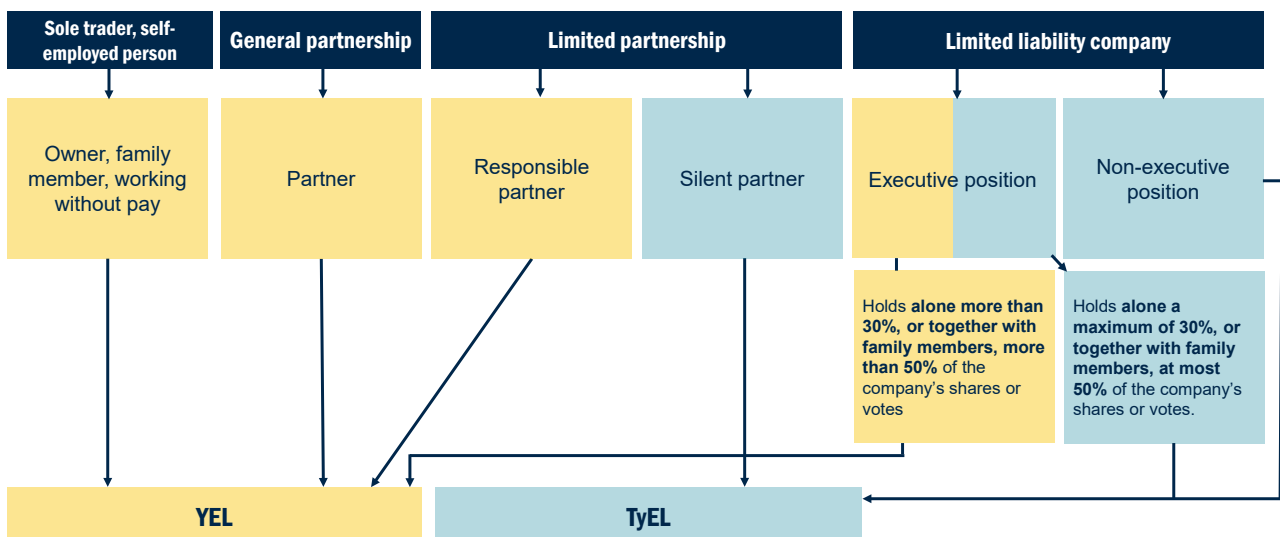 Sole trader, self-
employed person
General partnership
Limited partnership
Limited liability company
Owner, family
member, working
without pay
Partner
Responsible
partner
Silent partner
Executive position
Non-executive
position
Holds alone more than
30%, or together with
family members, more
than 50% of the
company’s shares or
votes
Holds alone a
maximum of 30%, or
together with family
members, at most
50% of the company’s
shares or votes.
YEL
TyEL